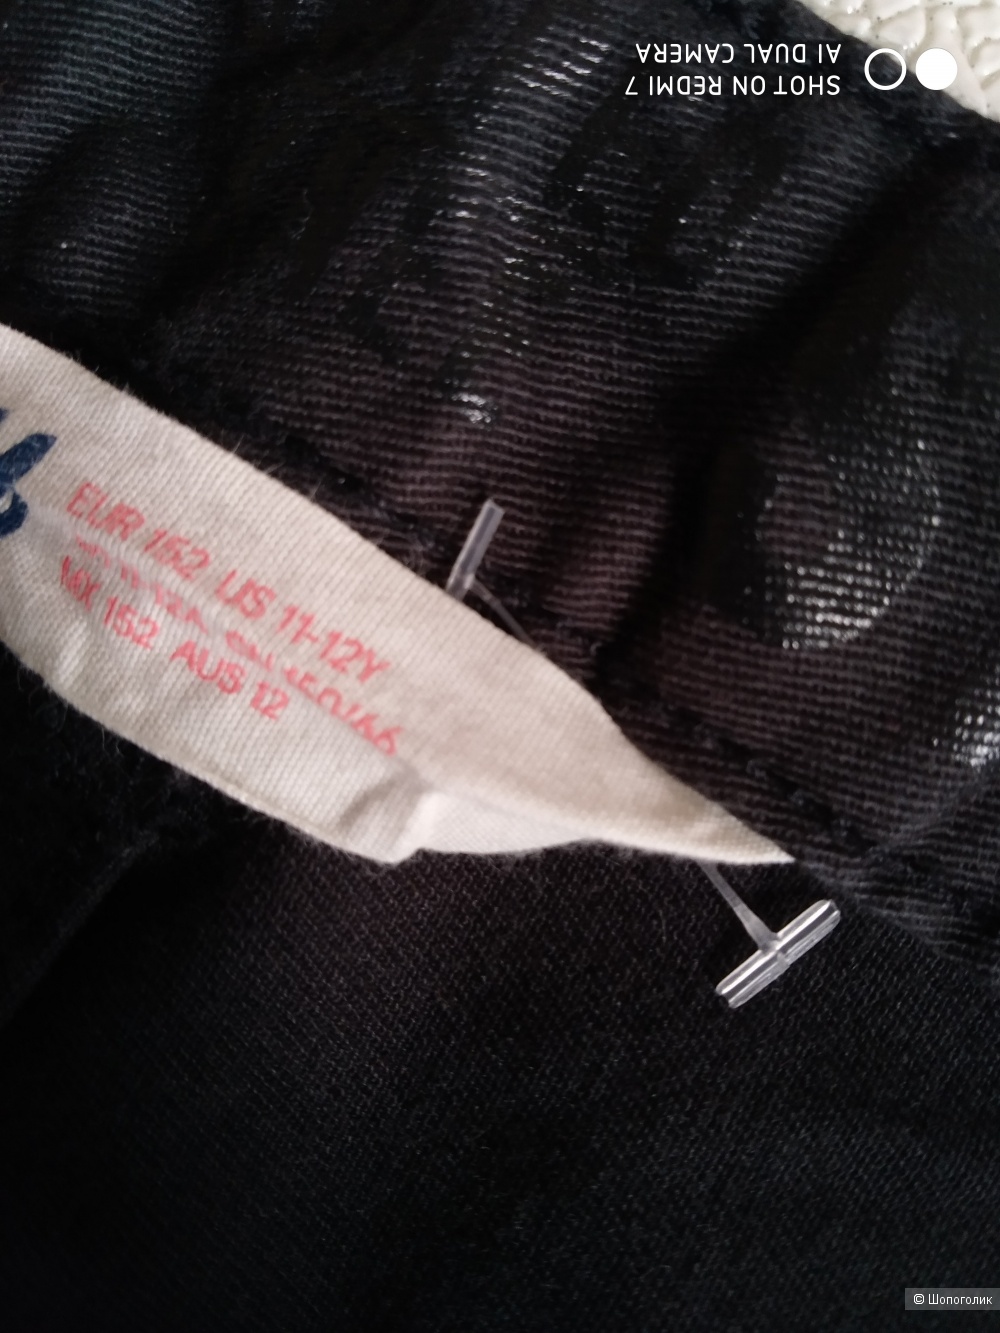 SHOT ON REDMI 7
AI DUAL CAMERA
EUR 152 US 11-12Y
MX 152 AUS 12
© Шопоголик